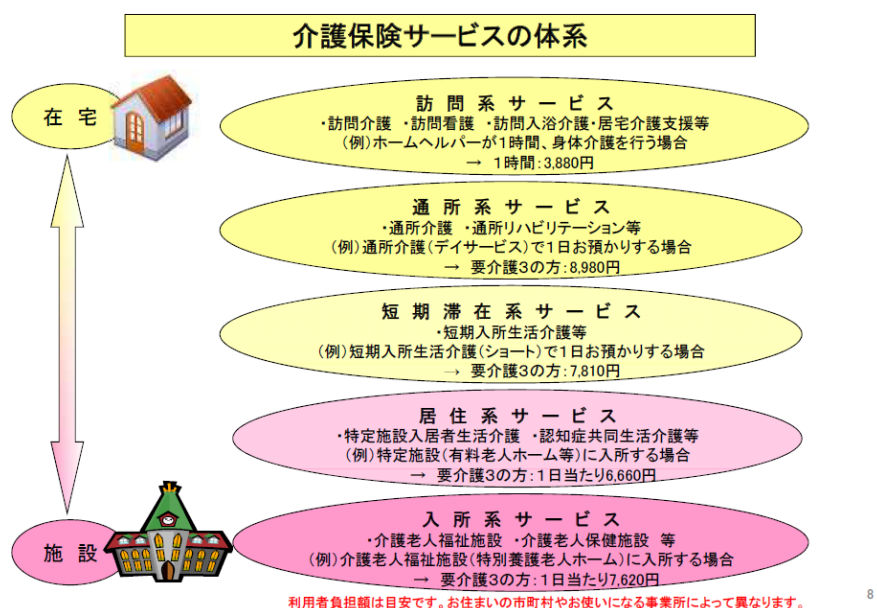 介護保険サービスの体系
在 宅
訪 問 系 サ ー ビ ス
・訪問介護 ・訪問看護 ・訪問入浴介護・居宅介護支援等
(例)ホームヘルパーが1時間、身体介護を行う場合
→ 1時間:3,880円
通 所 系 サ ー ビ ス
・通所介護 ・通所リハビリテーション等
(例)通所介護(デイサービス)で1日お預かりする場合
→ 要介護3の方:8,980円
短 期 滞 在 系 サ ー ビ ス
・短期入所生活介護等
(例)短期入所生活介護(ショート)で1日お預かりする場合
→ 要介護3の方:7,810円
居 住 系 サ ー ビ ス
・特定施設入居者生活介護 ・認知症共同生活介護等
(例)特定施設(有料老人ホーム等)に入所する場合
→ 要介護3の方:1日当たり6,660円
施 設
入 所 系 サ ー ビ ス
・介護老人福祉施設 ・介護老人保健施設 等
(例)介護老人福祉施設(特別養護老人ホーム)に入所する場合
→ 要介護3の方:1日当たり7,620円
利用者負担額は目安です。お住まいの市町村やお使いになる事業所によって異なります。
8